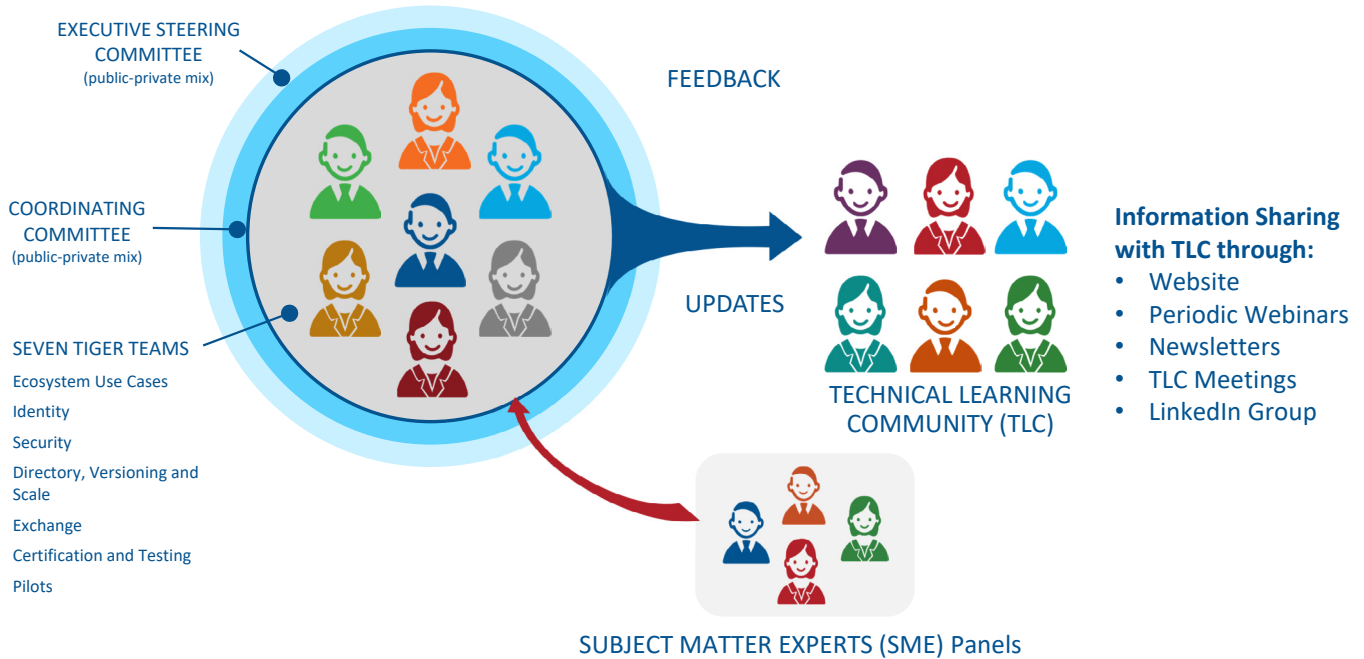 EXECUTIVE STEERING
COMMITTEE
(public-private mix)
COORDINATING
COMMITTEE
(public-private mix)
SEVEN TIGER TEAMS
Ecosystem Use Cases
Identity
Security
Directory, Versioning and
Scale
Exchange
Certification and Testing
Pilots
FEEDBACK
UPDATES
TECHNICAL LEARNING
COMMUNITY (TLC)
SUBJECT MATTER EXPERTS (SME) Panels
Information Sharing
with TLC through:
• Website
• Periodic Webinars
• Newsletters
• TLC Meetings
• LinkedIn Group